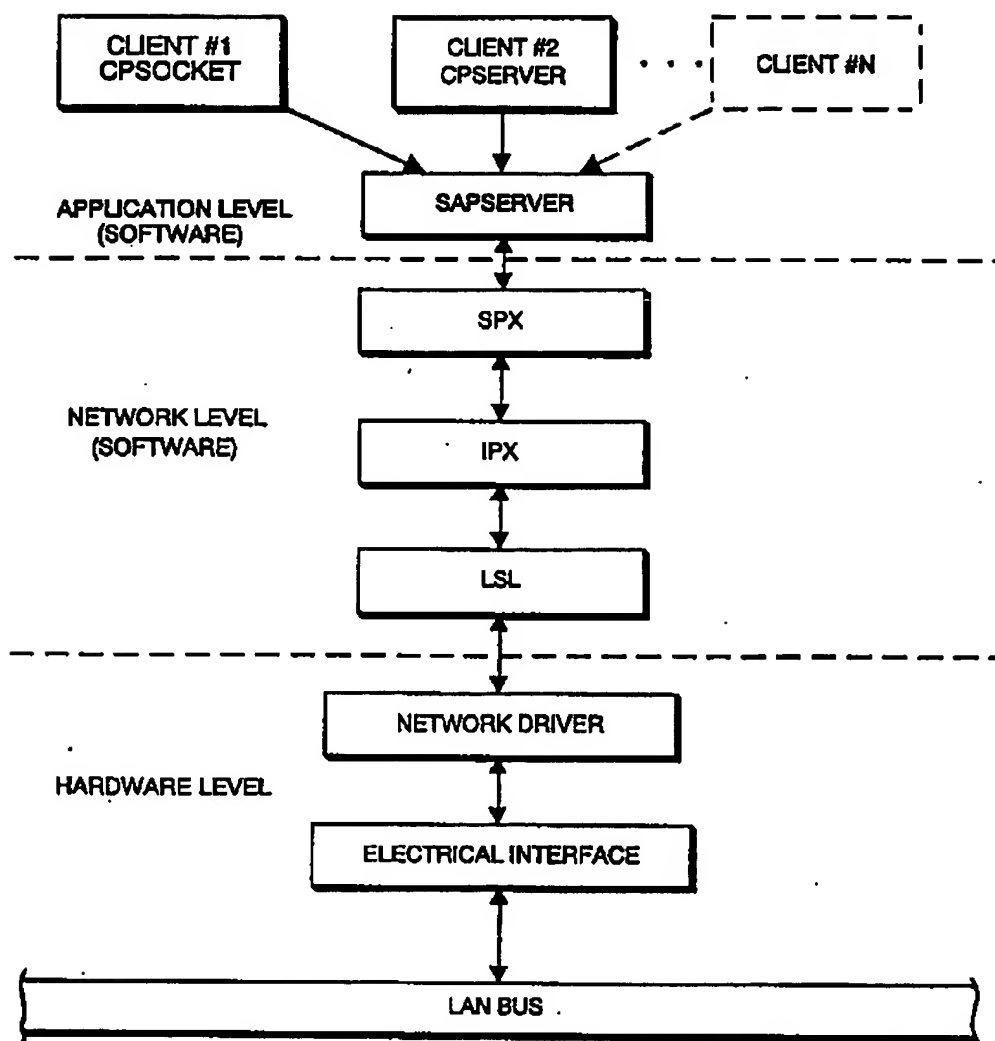 CLIENT #1
CPSOCKET
CLIENT #2
CPSERVER
CLIENT #N
SAPSERVER
APPLICATION LEVEL
(SOFTWARE)
SPX
NETWORK LEVEL
(SOFTWARE)
IPX
LSL
NETWORK DRIVER
HARDWARE LEVEL
ELECTRICAL INTERFACE
LAN BUS